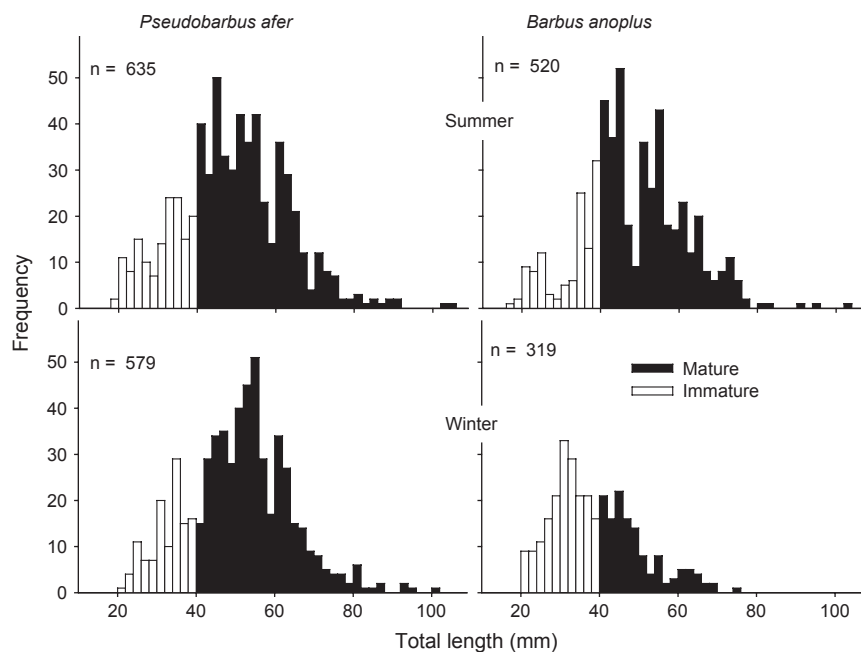 Pseudobarbus afer
Barbus anoplus
n = 635
n = 520
Summer
50
40
30
20
10
0
Frequency
n = 579
n = 319
Mature
Immature
Winter
50
40
30
20
10
0
20 40 60 80 100
20 40 60 80 100
Total length (mm)